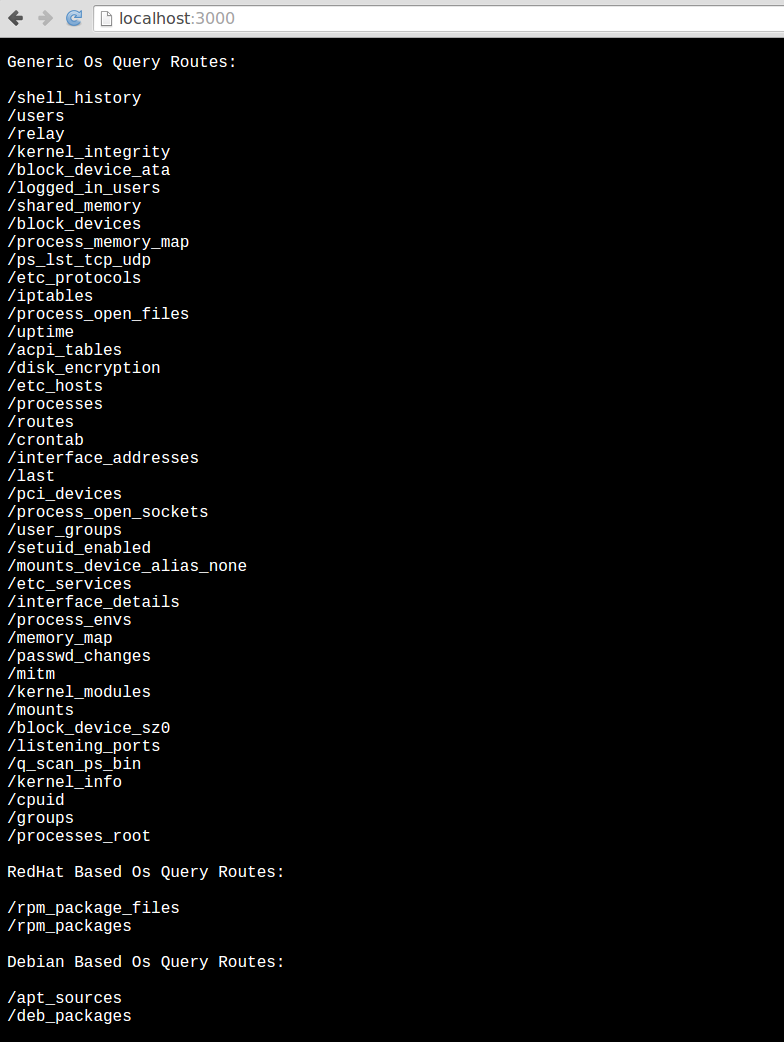 localhost:3000
Generic Os Query Routes:
/shell_history
/users
/relay
/kernel_integrity
/block_device_ata
/logged_in_users
/shared_memory
/block_devices
/process_memory_map
/ps_lst_tcp_udp
/etc_protocols
/iptables
/process_open_files
/uptime
/acpi_tables
/disk_encryption
/etc_hosts
/processes
/routes
/crontab
/interface_addresses
/last
/pci_devices
/process_open_sockets
/user_groups
/setuid_enabled
/mounts_device_alias_none
/etc_services
/interface_details
/process_envs
/memory_map
/passwd_changes
/mitm
/kernel_modules
/mounts
/block_device_sz0
/listening_ports
/q_scan_ps_bin
/kernel_info
/cpuid
/groups
/processes_root
RedHat Based Os Query Routes:
/rpm_package_files
/rpm_packages
Debian Based Os Query Routes:
/apt_sources
/deb_packages